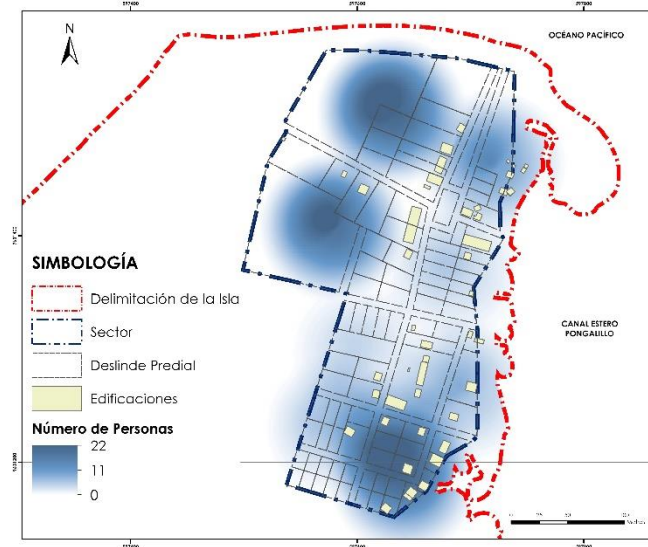 OCÉANO PACÍFICO
N
CANAL ESTERO
PONGALILLO
SIMBOLOGÍA
Delimitación de la Isla
Sector
Deslinde Predial
Edificaciones
Número de Personas
22
11
0